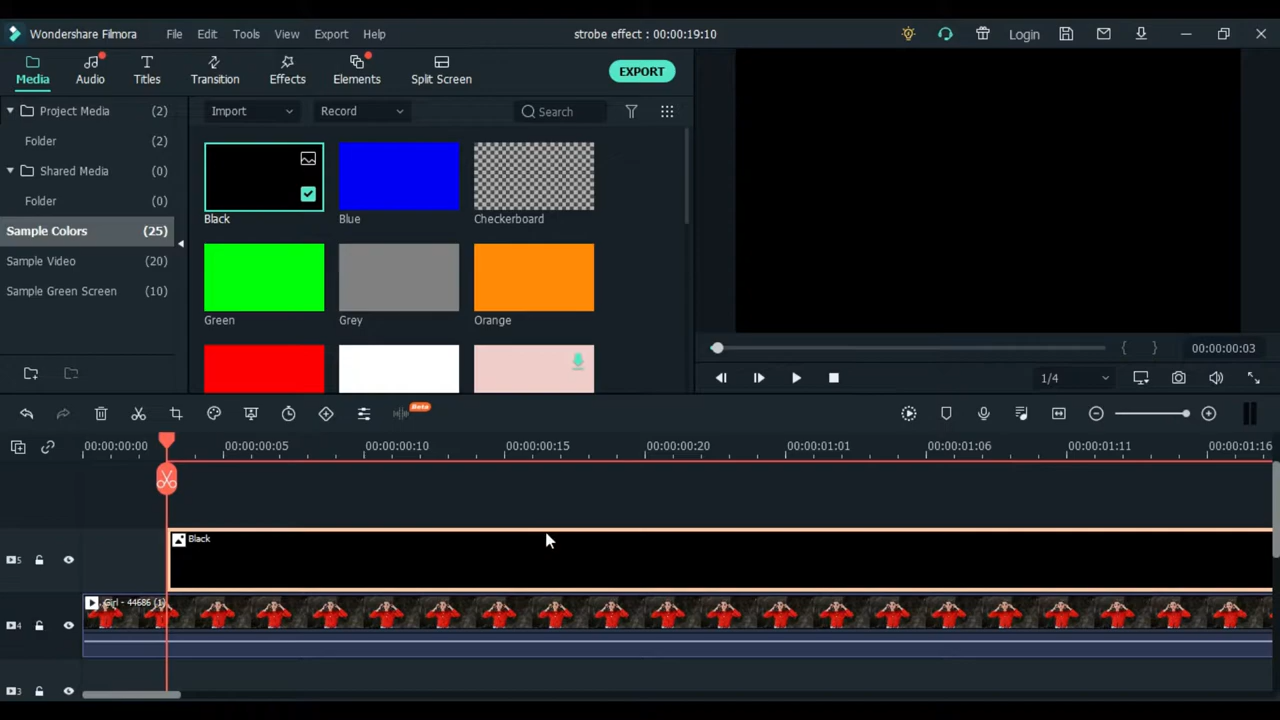 Wondershare Filmora File Edit Tools View Export Help strobe effect : 00:00:19:10 Login
Media Audio Titles Transition Effects Elements Split Screen EXPORT
Project Media (2)
Folder (2)
Shared Media (0)
Folder (0)
Sample Colors (25)
Sample Video (20)
Sample Green Screen (10)
Import Record Search
Black Blue Checkerboard
Green Grey Orange
00:00:00:03
1/4
Beta
00:00:00:00 00:00:00:05 00:00:00:10 00:00:00:15 00:00:00:20 00:00:01:01 00:00:01:06 00:00:01:11 00:00:01:16
5 Black
4 Girl - 44686 (1)
3